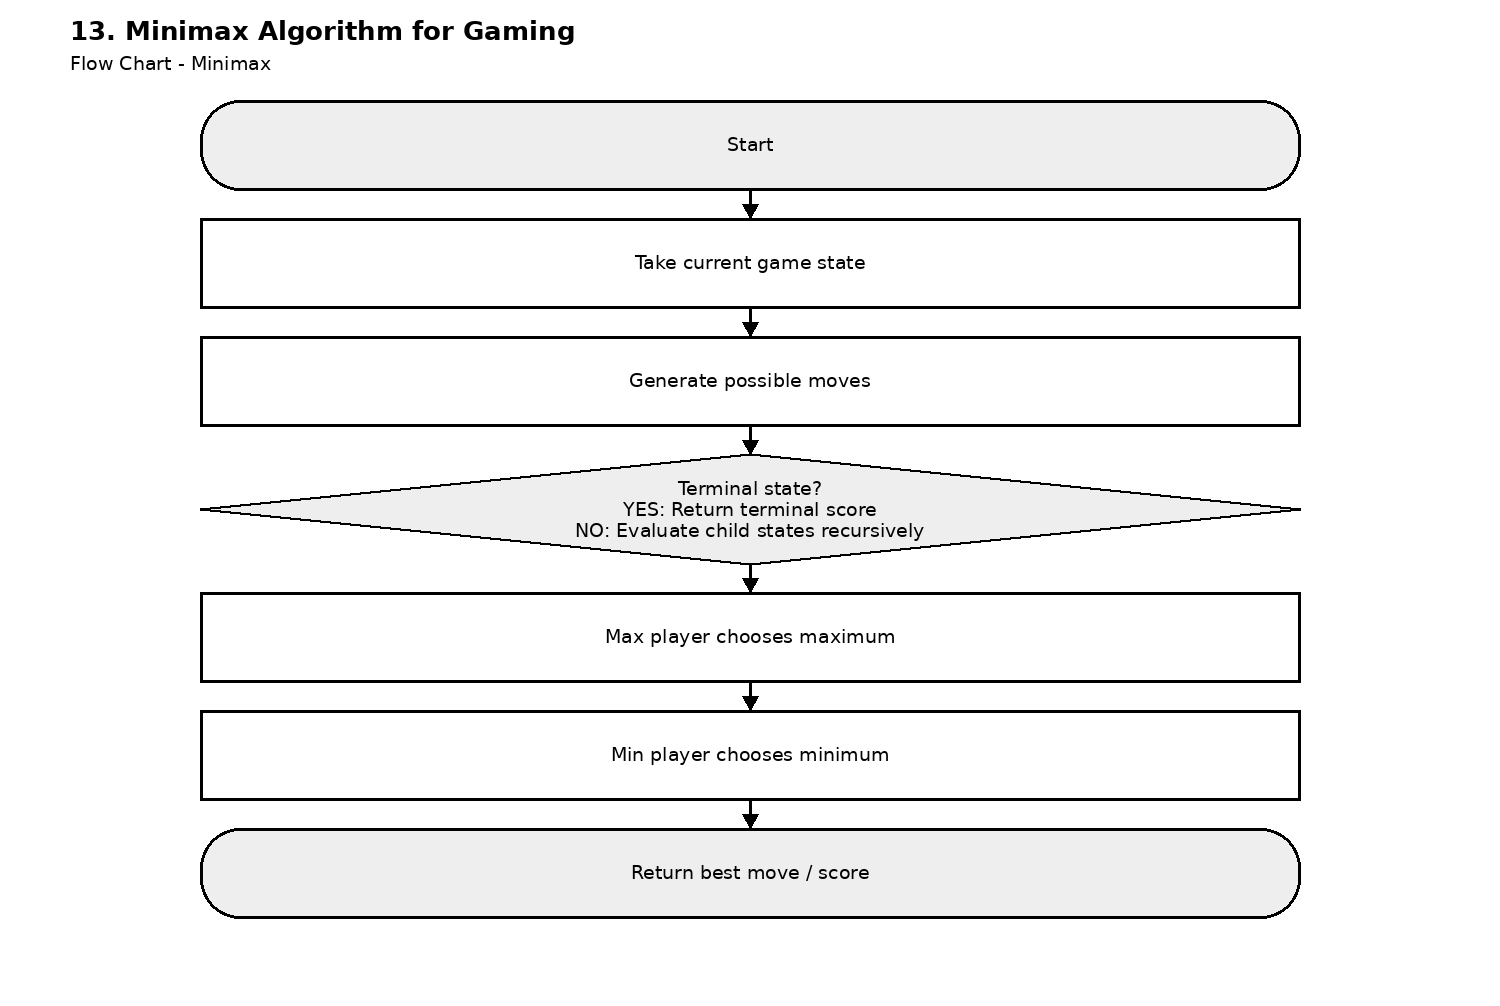 13. Minimax Algorithm for Gaming
Flow Chart - Minimax
Start
Take current game state
Generate possible moves
Terminal state?
YES: Return terminal score
NO: Evaluate child states recursively
Max player chooses maximum
Min player chooses minimum
Return best move / score